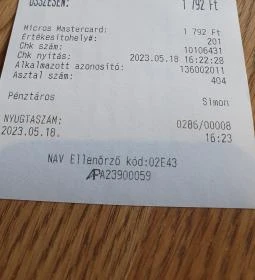 ÖSSZESEN: 1 792 Ft
Micros Mastercard: 1 792 Ft
Értékesítőhely#: 201
Chk szám: 10106431
Chk nyitás: 2023.05.18 16:22:28
Alkalmazott azonosító: 136002011
Asztal szám: 404
Pénztáros Simon
NYUGTASZÁM: 0286/00008
2023.05.18. 16:23
NAV Ellenőrző kód:02E43
AP A23900059